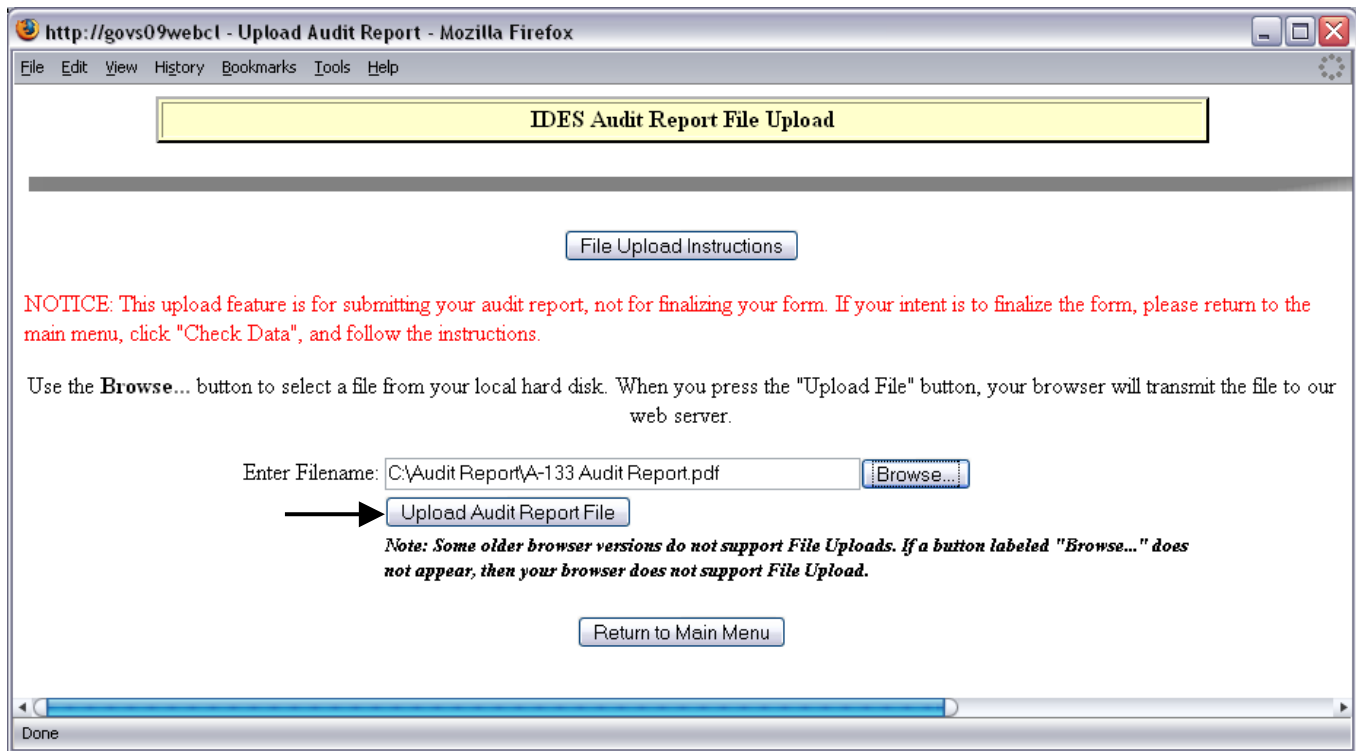 http://govs09webcl - Upload Audit Report - Mozilla Firefox
File Edit View History Bookmarks Tools Help
IDES Audit Report File Upload
File Upload Instructions
NOTICE: This upload feature is for submitting your audit report, not for finalizing your form. If your intent is to finalize the form, please return to the
main menu, click "Check Data", and follow the instructions.
Use the Browse... button to select a file from your local hard disk. When you press the "Upload File" button, your browser will transmit the file to our
web server.
Enter Filename: C:\Audit Report\A-133 Audit Report.pdf Browse...
Upload Audit Report File
Note: Some older browser versions do not support File Uploads. If a button labeled "Browse..." does
not appear, then your browser does not support File Upload.
Return to Main Menu
Done